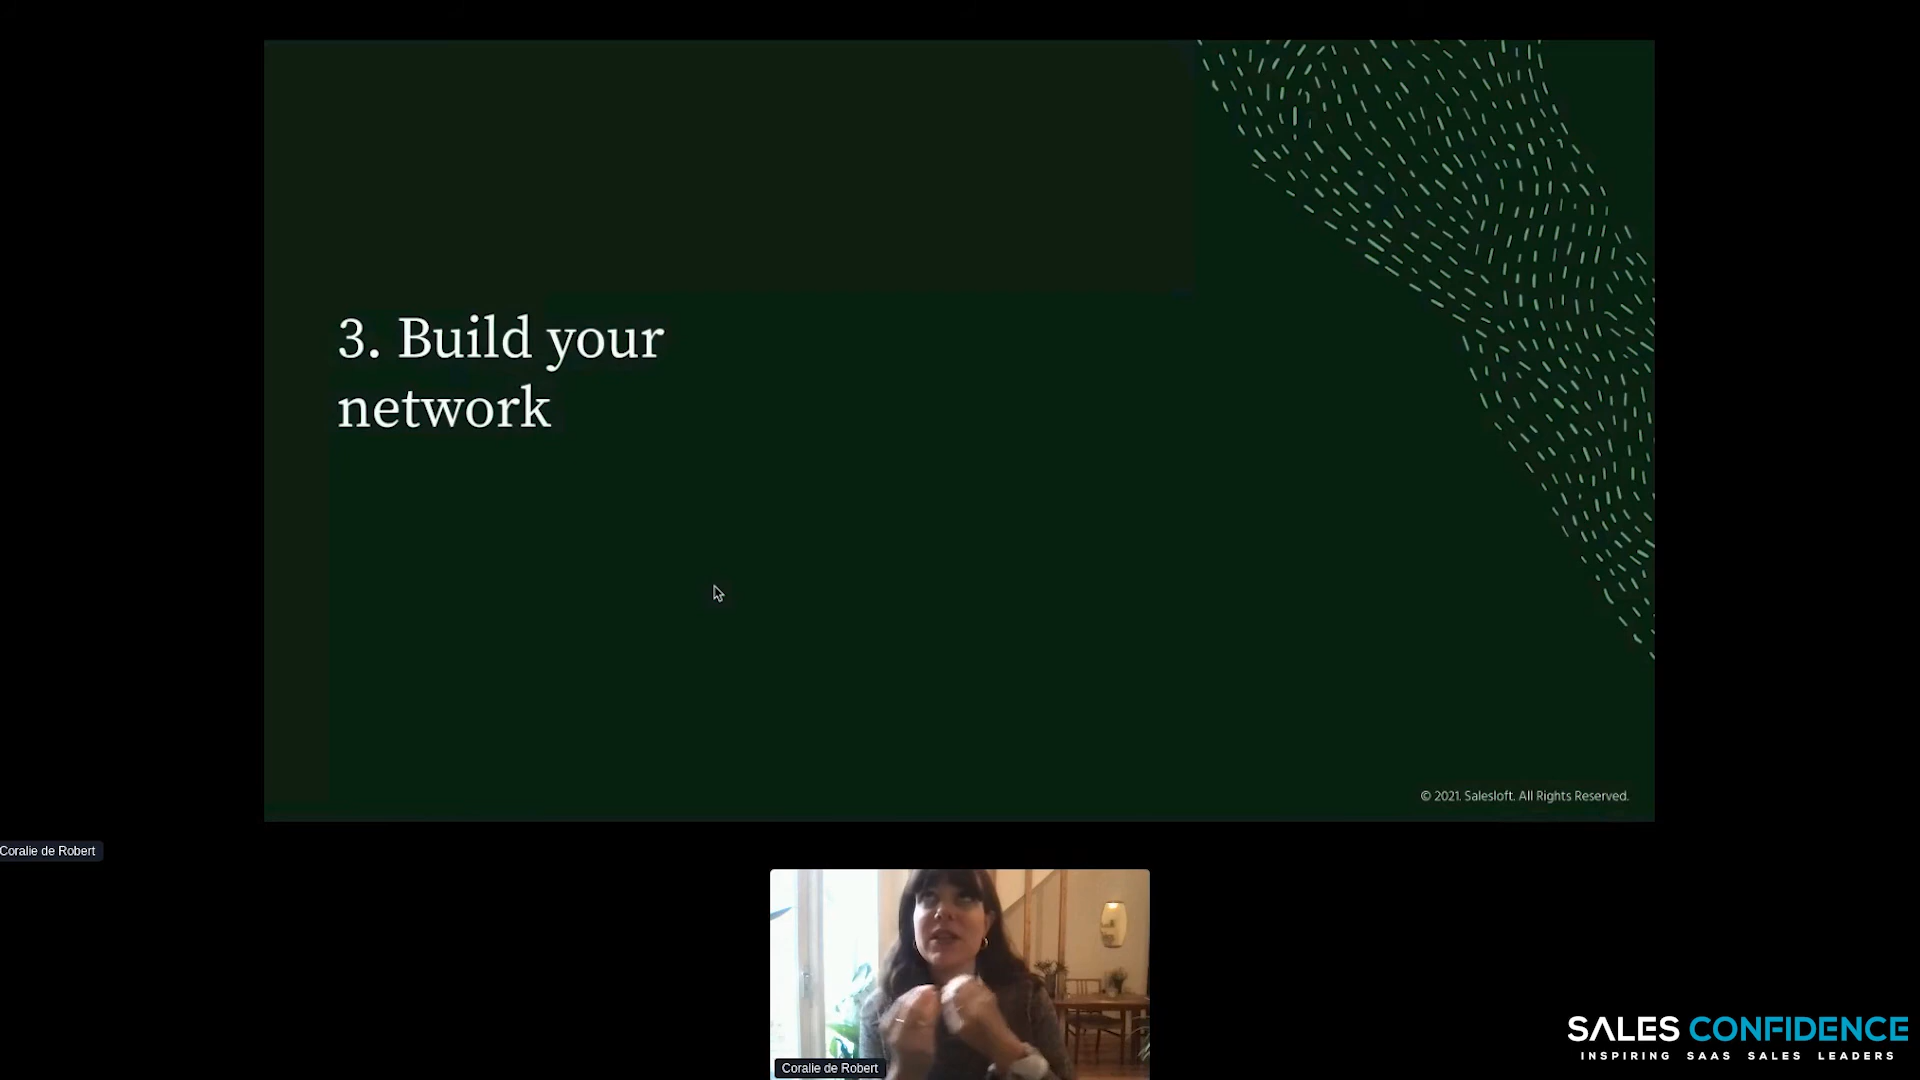 3. Build your
network
© 2021. Salesloft. All Rights Reserved.
Coralie de Robert
Coralie de Robert
SALES CONFIDENCE
INSPIRING SAAS SALES LEADERS